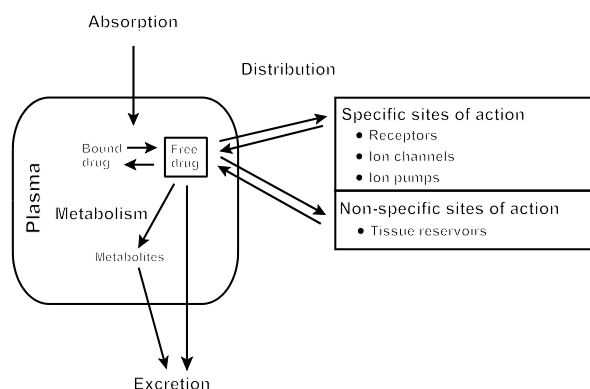 Absorption
Distribution
Specific sites of action
• Receptors
• Ion channels
• Ion pumps
Non-specific sites of action
• Tissue reservoirs
Plasma
Bound
drug
Free
drug
Metabolism
Metabolites
Excretion